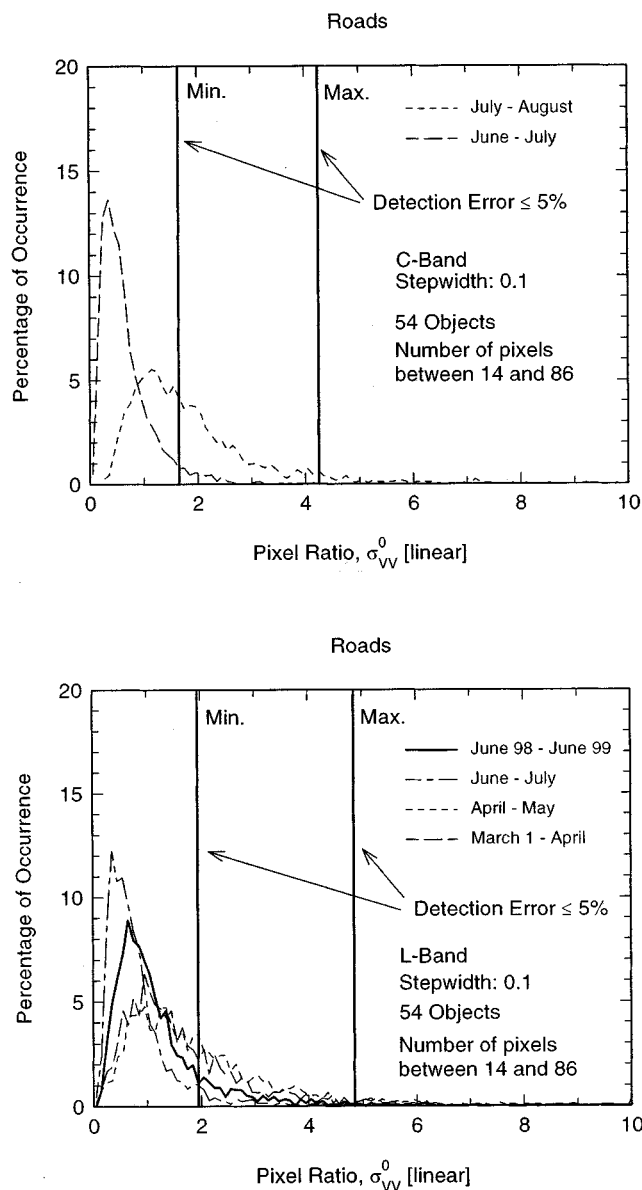 Roads
20
15
10
5
0
Percentage of Occurrence
Min.
Max.
July - August
June - July
Detection Error ≤ 5%
C-Band
Stepwidth: 0.1
54 Objects
Number of pixels
between 14 and 86
0 2 4 6 8 10
Pixel Ratio, σ⁰VV [linear]
Roads
20
15
10
5
0
Percentage of Occurrence
Min.
Max.
June 98 - June 99
June - July
April - May
March 1 - April
Detection Error ≤ 5%
L-Band
Stepwidth: 0.1
54 Objects
Number of pixels
between 14 and 86
0 2 4 6 8 10
Pixel Ratio, σ⁰VV [linear]